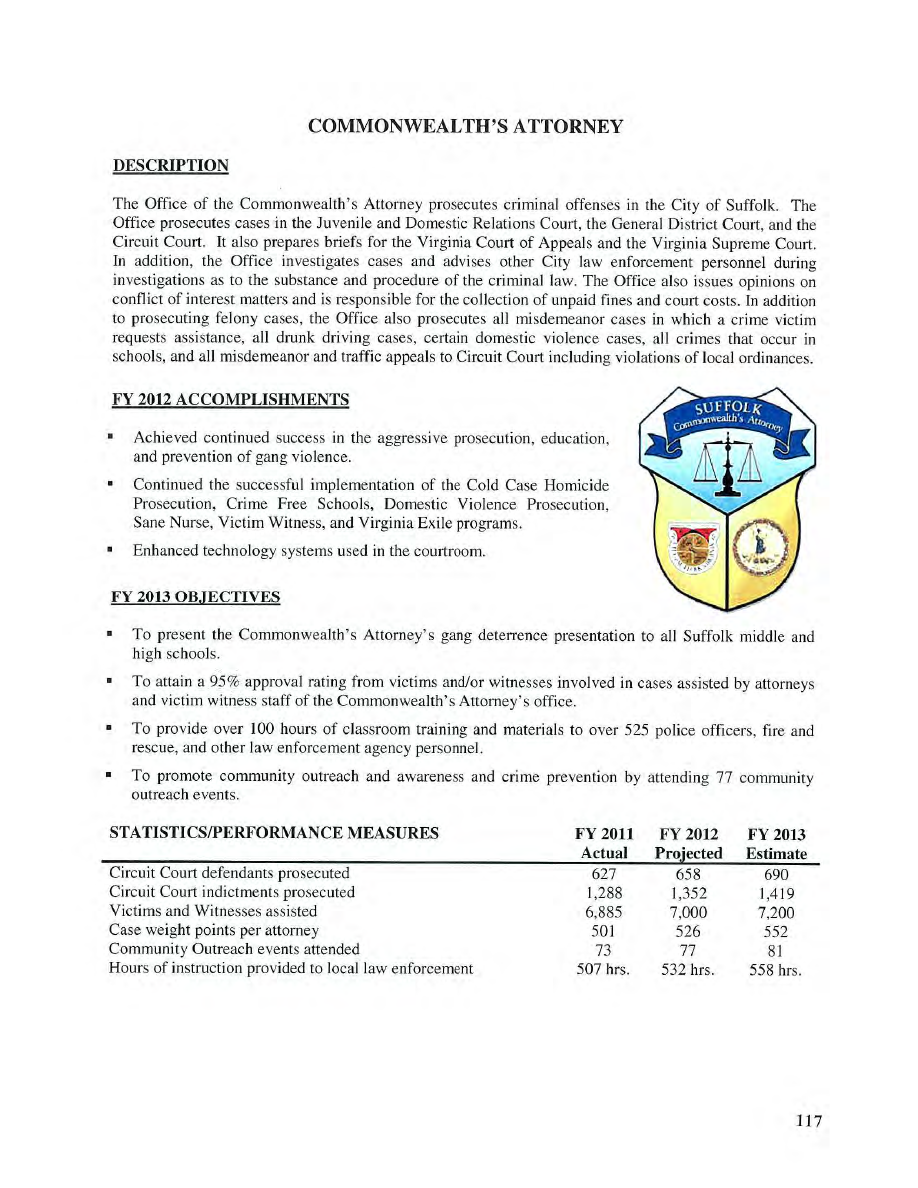 COMMONWEALTH'S ATTORNEY
DESCRIPTION
The Office of the Commonwealth's Attorney prosecutes criminal offenses in the City of Suffolk. The
Office prosecutes cases in the Juvenile and Domestic Relations Court, the General District Court, and the
Circuit Court. It also prepares briefs for the Virginia Court of Appeals and the Virginia Supreme Court.
In addition, the Office investigates cases and advises other City law enforcement personnel during
investigations as to the substance and procedure of the criminal law. The Office also issues opinions on
conflict of interest matters and is responsible for the collection of unpaid fines and court costs. In addition
to prosecuting felony cases, the Office also prosecutes all misdemeanor cases in which a crime victim
requests assistance, all drunk driving cases, certain domestic violence cases, all crimes that occur in
schools, and all misdemeanor and traffic appeals to Circuit Court including violations of local ordinances.
FY 2012 ACCOMPLISHMENTS
▪ Achieved continued success in the aggressive prosecution, education,
and prevention of gang violence.
▪ Continued the successful implementation of the Cold Case Homicide
Prosecution, Crime Free Schools, Domestic Violence Prosecution,
Sane Nurse, Victim Witness, and Virginia Exile programs.
▪ Enhanced technology systems used in the courtroom.
SUFFOLK
Commonwealth's Attorney
FY 2013 OBJECTIVES
▪ To present the Commonwealth's Attorney's gang deterrence presentation to all Suffolk middle and
high schools.
▪ To attain a 95% approval rating from victims and/or witnesses involved in cases assisted by attorneys
and victim witness staff of the Commonwealth's Attorney's office.
▪ To provide over 100 hours of classroom training and materials to over 525 police officers, fire and
rescue, and other law enforcement agency personnel.
▪ To promote community outreach and awareness and crime prevention by attending 77 community
outreach events.
STATISTICS/PERFORMANCE MEASURES FY 2011 FY 2012 FY 2013
Actual Projected Estimate
Circuit Court defendants prosecuted 627 658 690
Circuit Court indictments prosecuted 1,288 1,352 1,419
Victims and Witnesses assisted 6,885 7,000 7,200
Case weight points per attorney 501 526 552
Community Outreach events attended 73 77 81
Hours of instruction provided to local law enforcement 507 hrs. 532 hrs. 558 hrs.
117